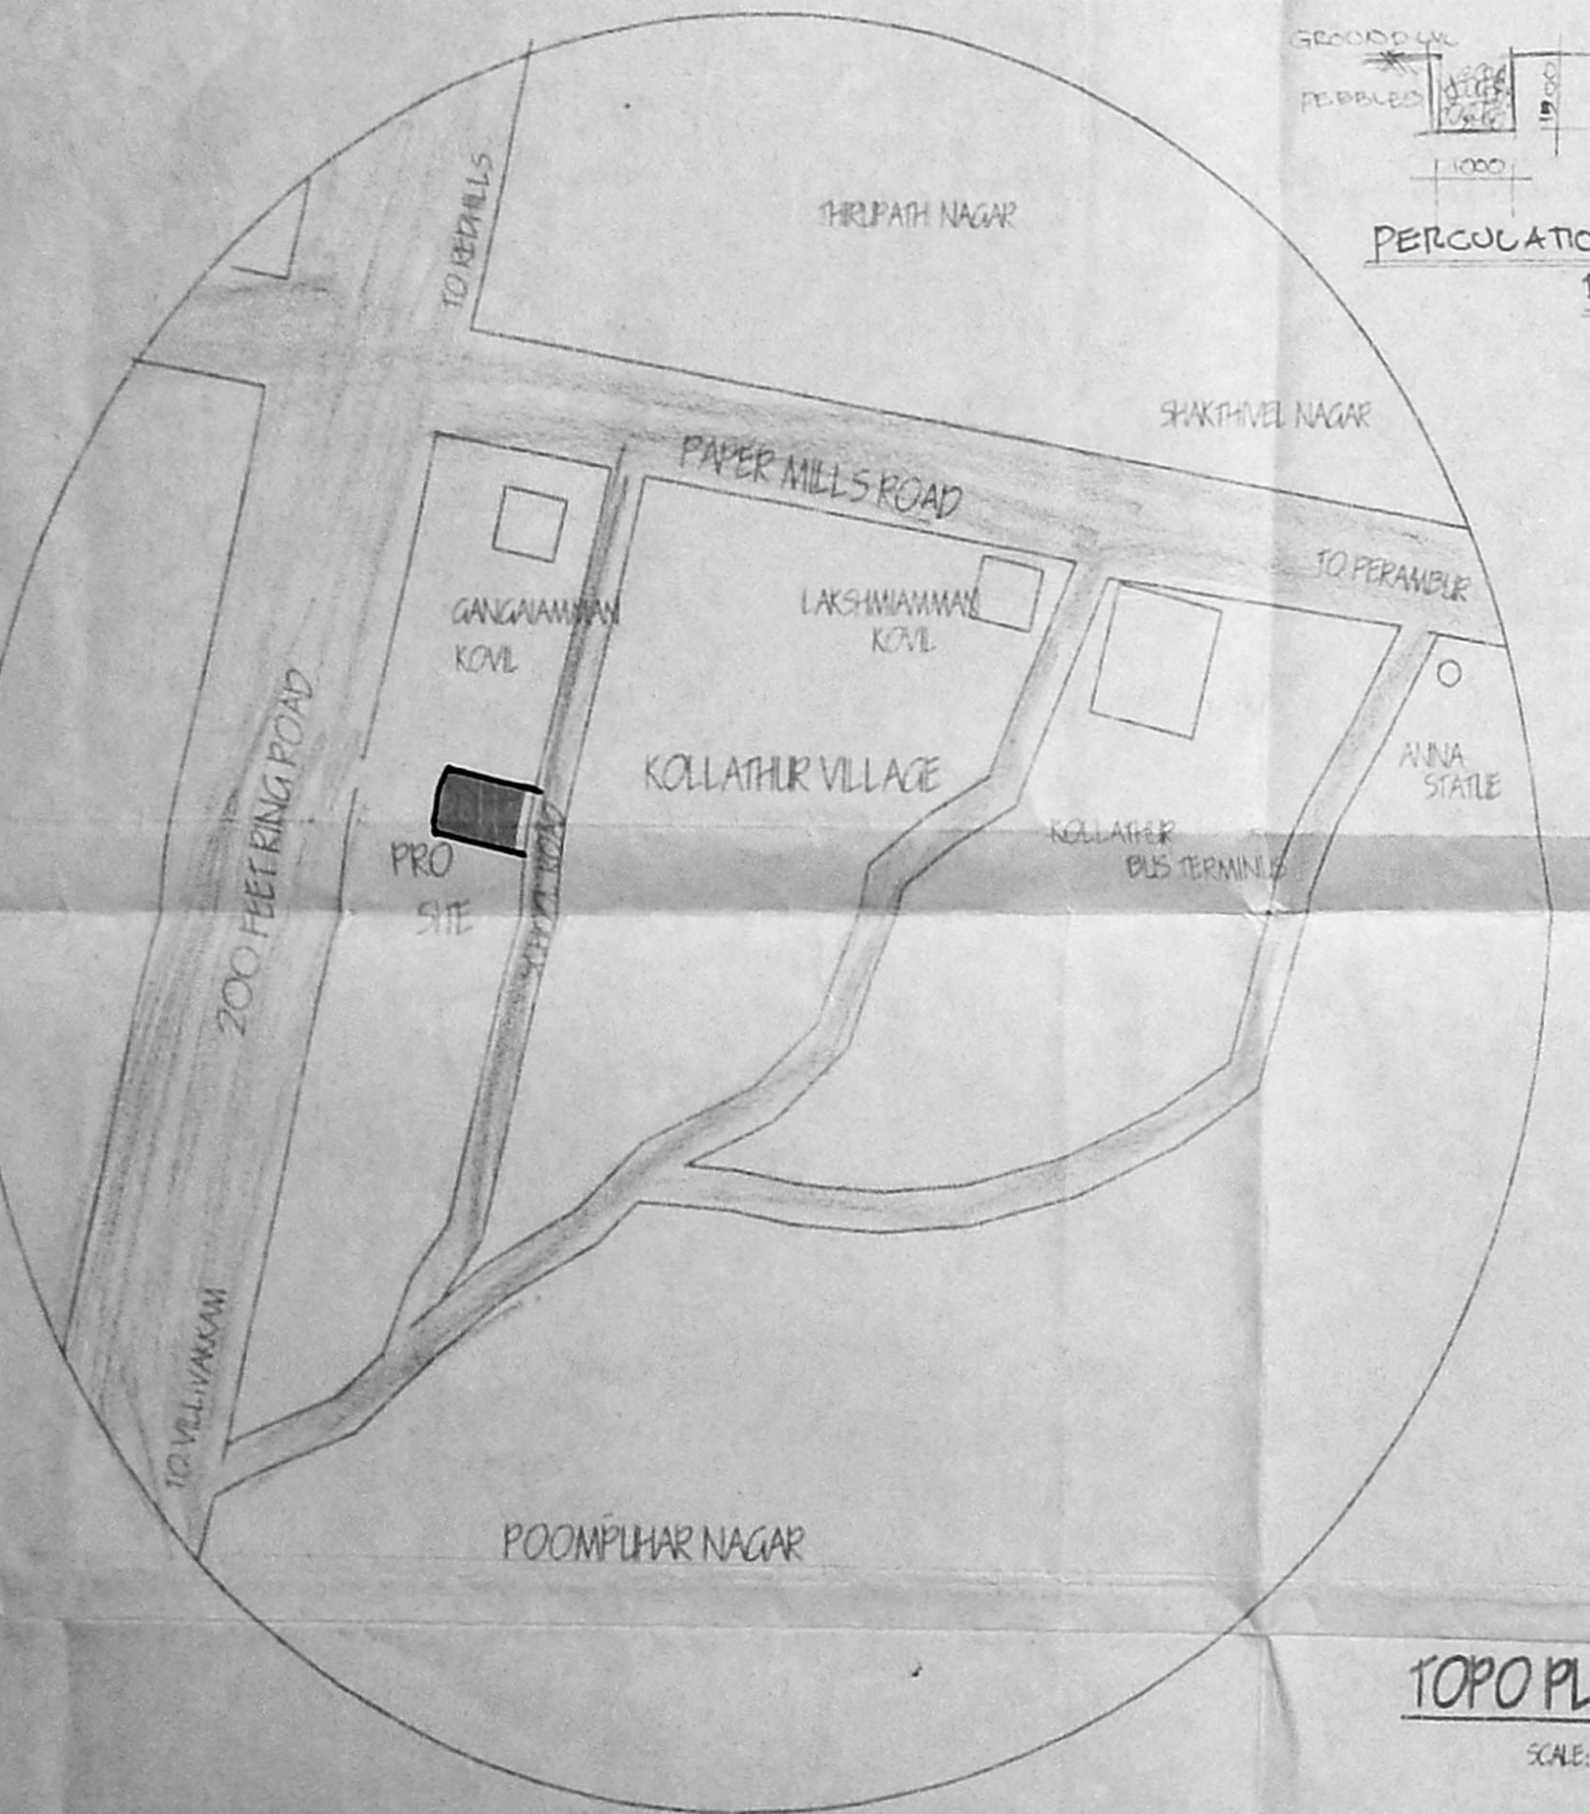 GROUND LVL
PEBBLES
1000
PERCULATIO
TO REDHILLS
THIRUPATH NAGAR
SHAKTHIVEL NAGAR
PAPER MILLS ROAD
TO PERAMBUR
GANGAIAMMAN
KOVIL
LAKSHMIAMMAN
KOVIL
KOLLATHUR VILLAGE
ANNA
STATUE
KOLLATHUR
BUS TERMINUS
PRO
SITE
SCHOOL ROAD
200 FEET RING ROAD
TO VILLIVAKKAM
POOMPUHAR NAGAR
TOPO PL
SCALE: